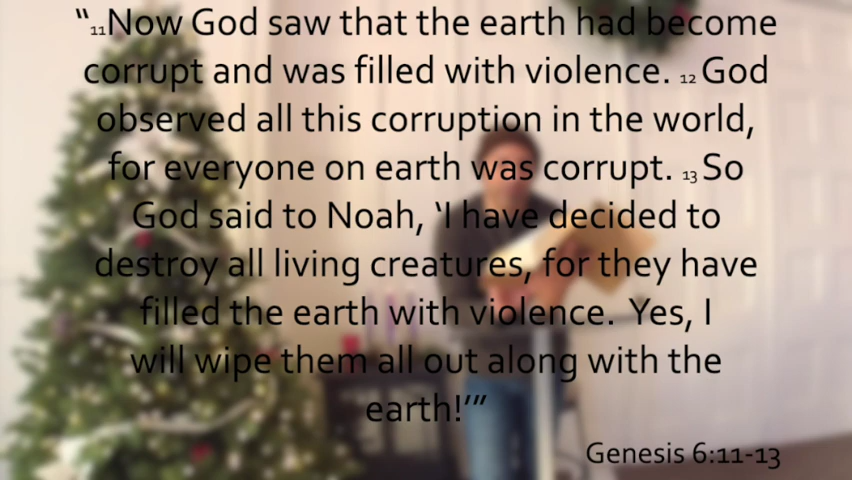 “11Now God saw that the earth had become
corrupt and was filled with violence. 12 God
observed all this corruption in the world,
for everyone on earth was corrupt. 13 So
God said to Noah, ‘I have decided to
destroy all living creatures, for they have
filled the earth with violence.  Yes, I
will wipe them all out along with the
earth!’”
Genesis 6:11-13